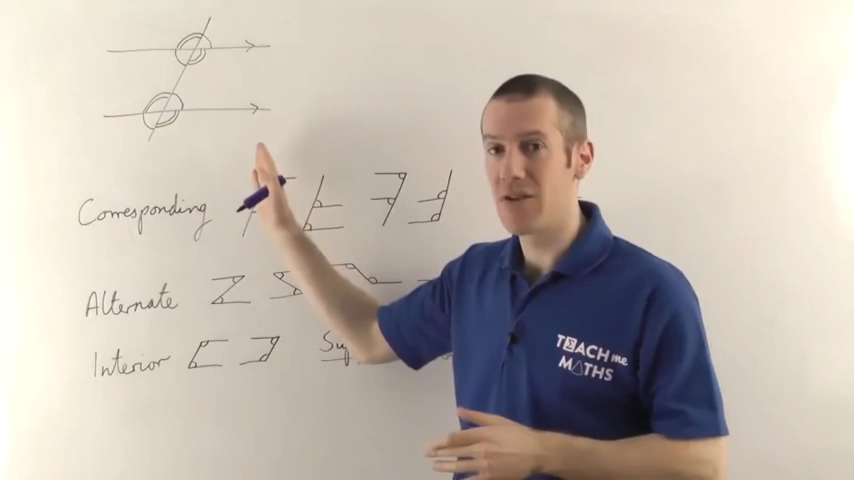 Corresponding
Alternate
Interior
TEACH me
MATHS